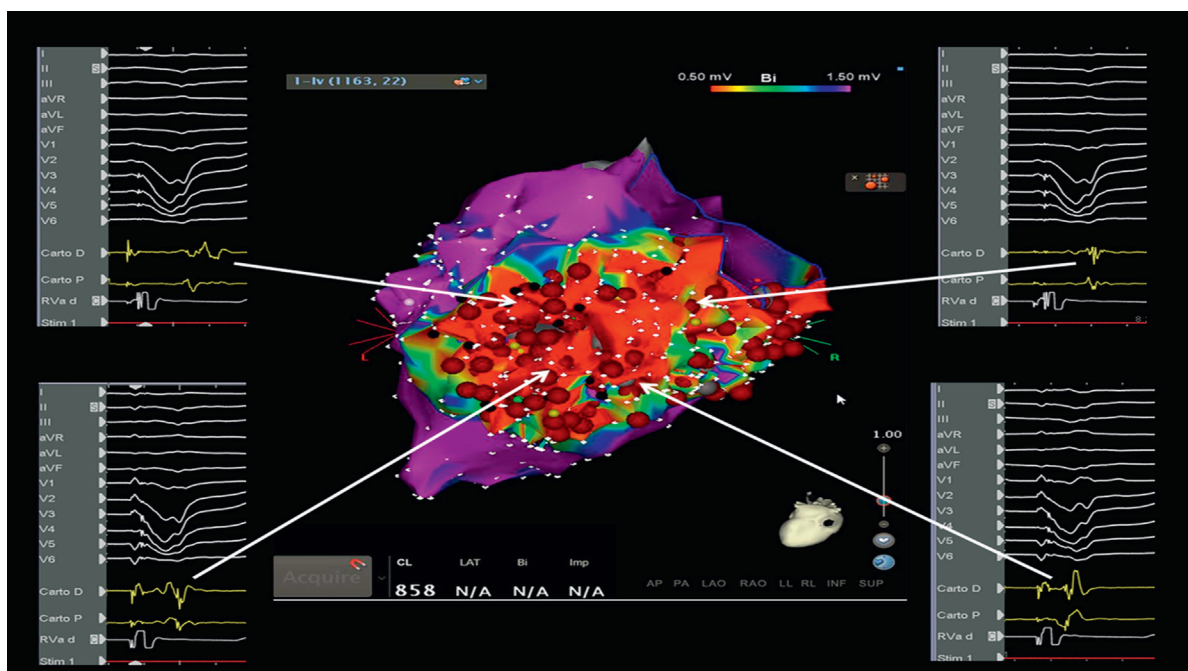 1-lv (1163, 22)
0.50 mV Bi 1.50 mV
I
II S
III
aVR
aVL
aVF
V1
V2
V3
V4
V5
V6
Carto D
Carto P
RVa d C
Stim 1
I
II S
III
aVR
aVL
aVF
V1
V2
V3
V4
V5
V6
Carto D
Carto P
RVa d C
Stim 1
L
R
1.00
I
II S
III
aVR
aVL
aVF
V1
V2
V3
V4
V5
V6
Carto D
Carto P
RVa d C
Stim 1
I
II S
III
aVR
aVL
aVF
V1
V2
V3
V4
V5
V6
Carto D
Carto P
RVa d C
Stim 1
Acquire
CL LAT Bi Imp
858 N/A N/A N/A
AP PA LAO RAO LL RL INF SUP